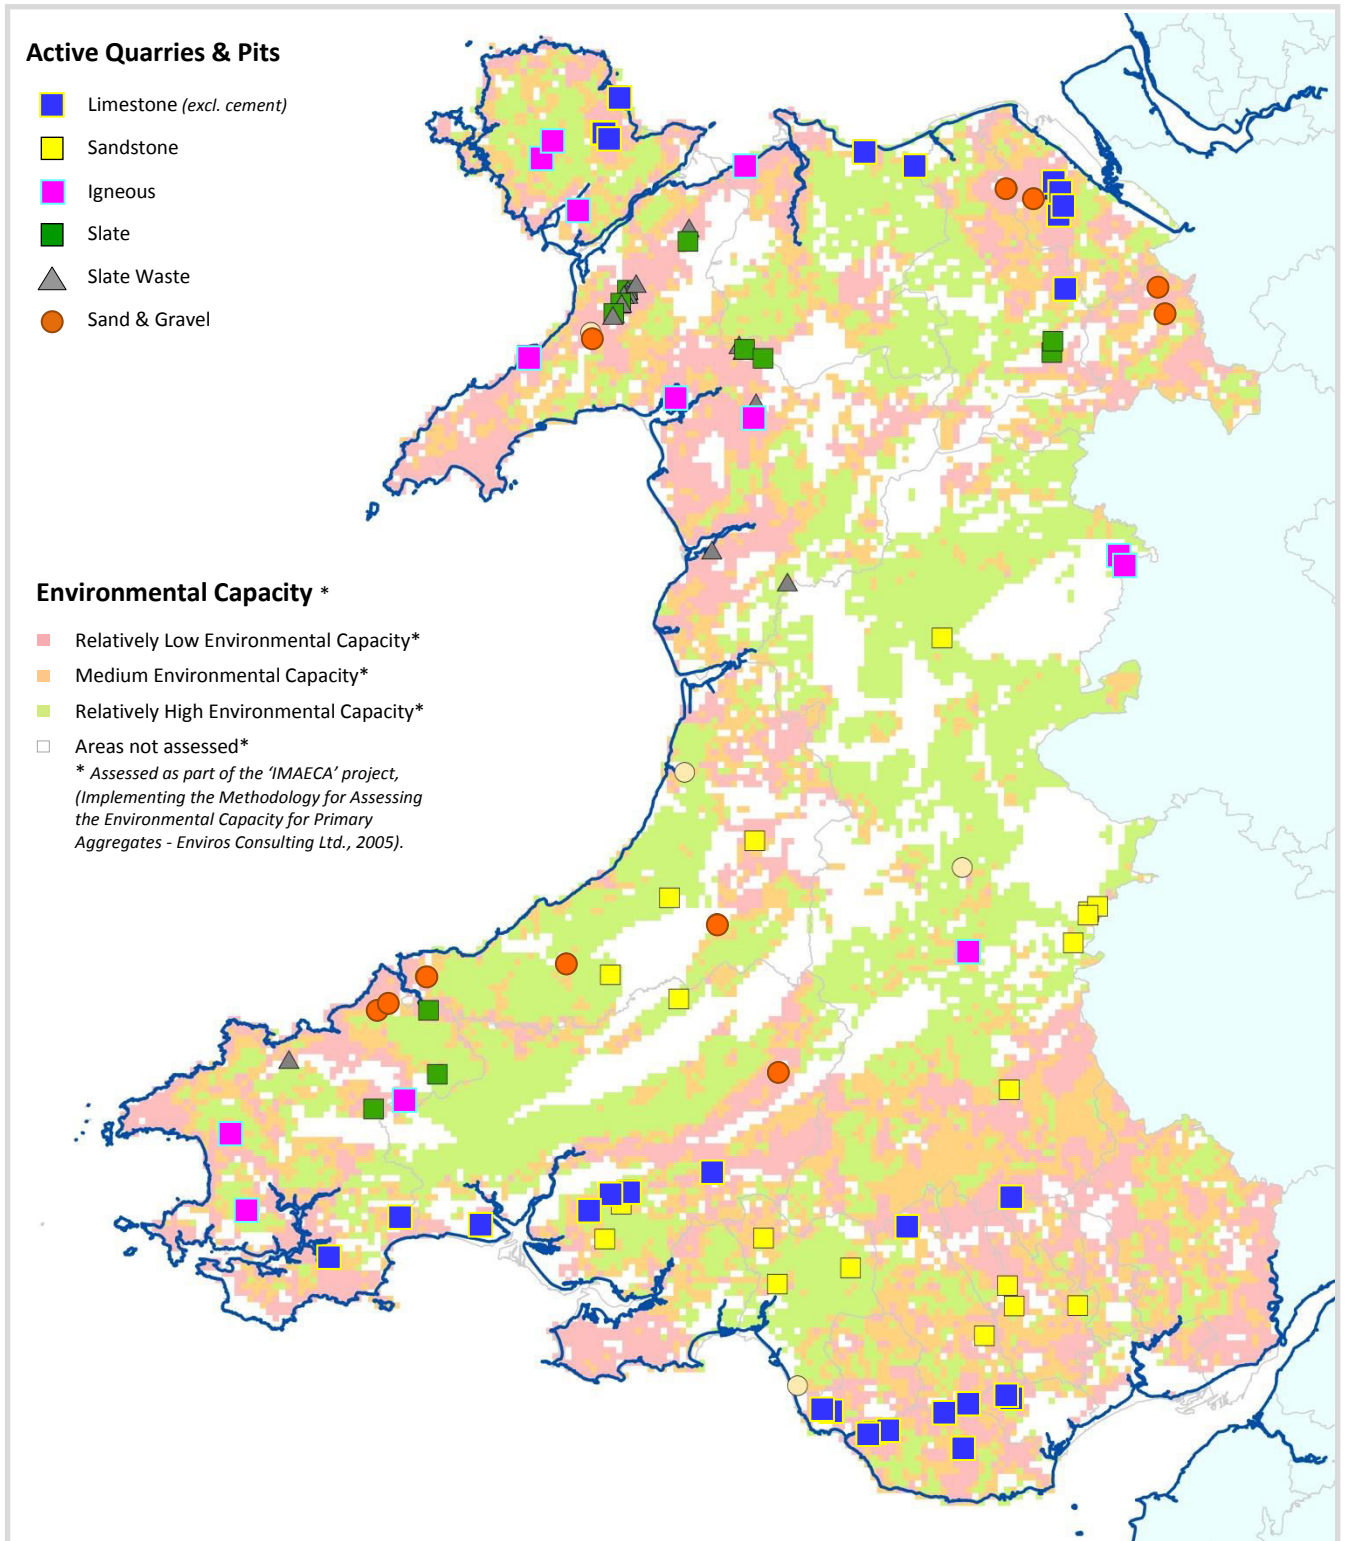 Active Quarries & Pits
Limestone (excl. cement)
Sandstone
Igneous
Slate
Slate Waste
Sand & Gravel
Environmental Capacity *
Relatively Low Environmental Capacity*
Medium Environmental Capacity*
Relatively High Environmental Capacity*
Areas not assessed*
* Assessed as part of the ‘IMAECA’ project,
(Implementing the Methodology for Assessing
the Environmental Capacity for Primary
Aggregates - Enviros Consulting Ltd., 2005).